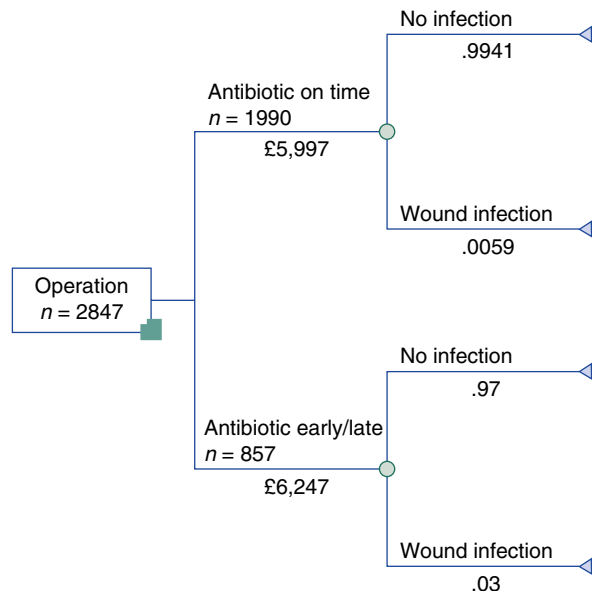 No infection
.9941
Antibiotic on time
n = 1990
£5,997
Wound infection
.0059
Operation
n = 2847
No infection
.97
Antibiotic early/late
n = 857
£6,247
Wound infection
.03